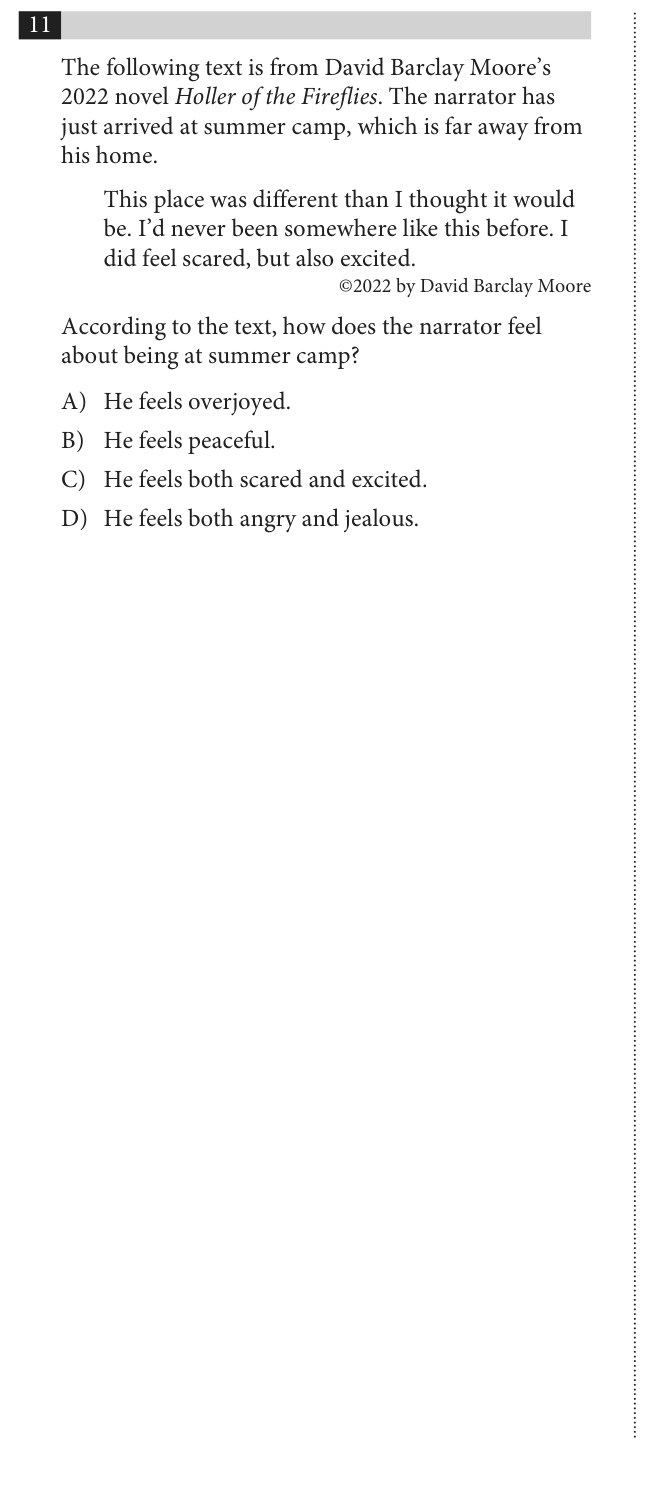 11
The following text is from David Barclay Moore’s
2022 novel Holler of the Fireflies. The narrator has
just arrived at summer camp, which is far away from
his home.
This place was different than I thought it would
be. I’d never been somewhere like this before. I
did feel scared, but also excited.
©2022 by David Barclay Moore
According to the text, how does the narrator feel
about being at summer camp?
A) He feels overjoyed.
B) He feels peaceful.
C) He feels both scared and excited.
D) He feels both angry and jealous.